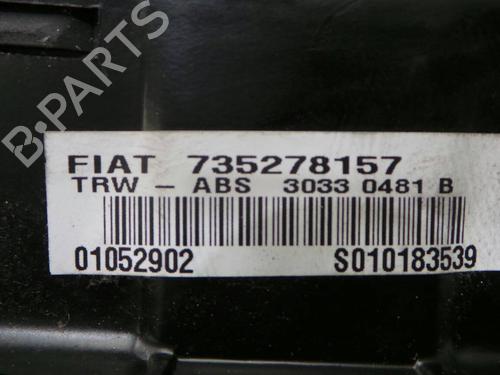 B-PARTS
FIAT 735278157
TRW - ABS 3033 0481 B
01052902 S010183539